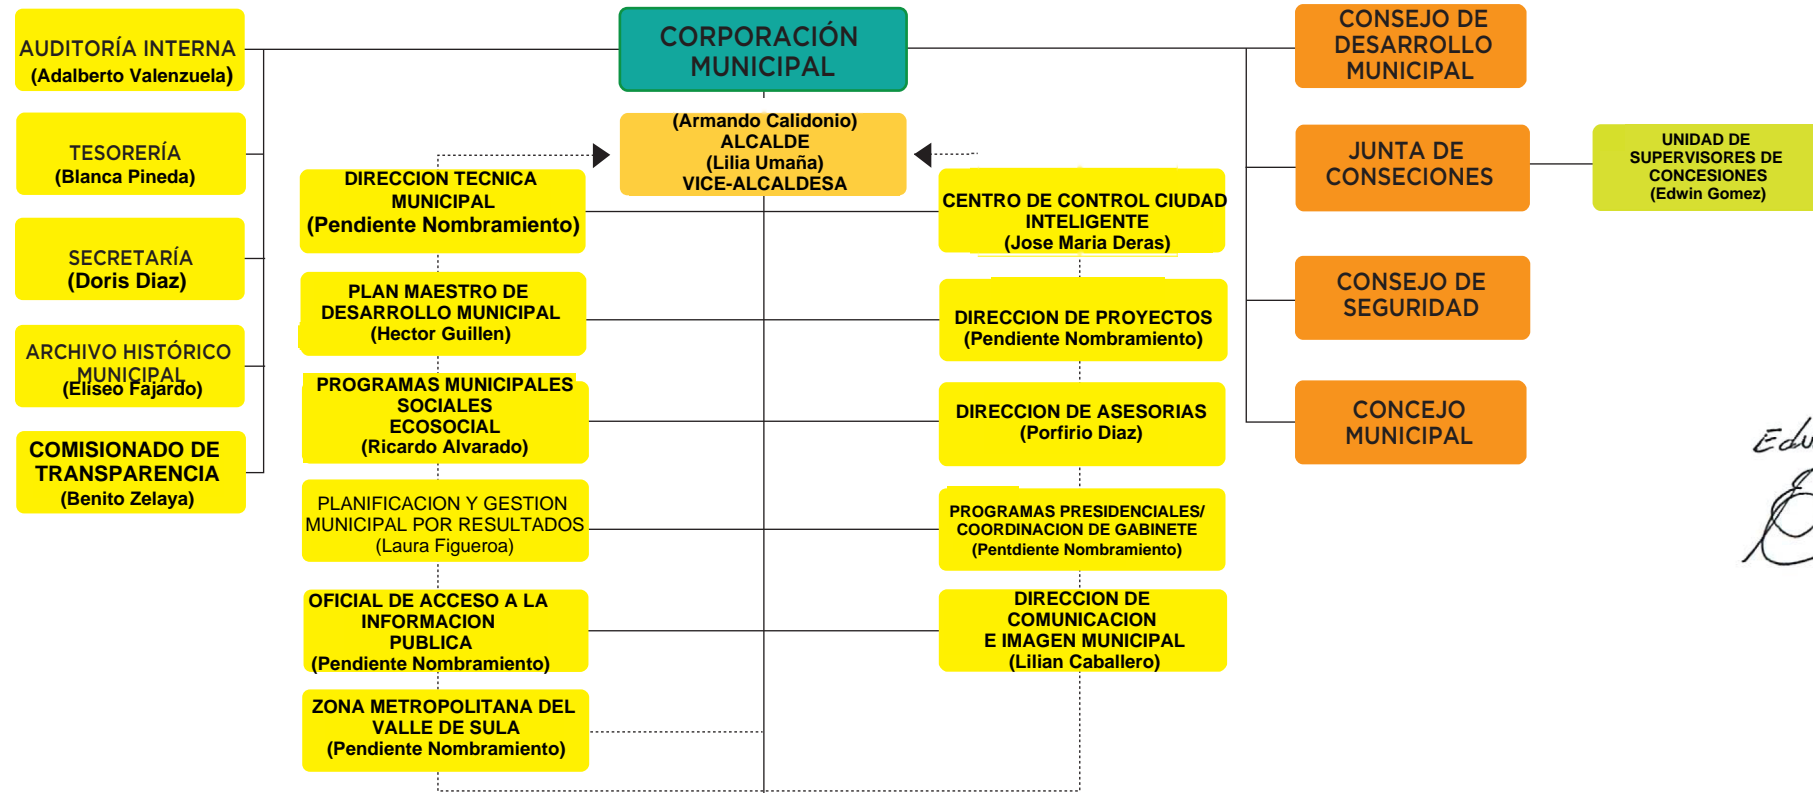 AUDITORÍA INTERNA
(Adalberto Valenzuela)
TESORERÍA
(Blanca Pineda)
SECRETARÍA
(Doris Diaz)
ARCHIVO HISTÓRICO
MUNICIPAL
(Eliseo Fajardo)
COMISIONADO DE
TRANSPARENCIA
(Benito Zelaya)
CORPORACIÓN
MUNICIPAL
(Armando Calidonio)
ALCALDE
(Lilia Umaña)
VICE-ALCALDESA
DIRECCION TECNICA
MUNICIPAL
(Pendiente Nombramiento)
PLAN MAESTRO DE
DESARROLLO MUNICIPAL
(Hector Guillen)
PROGRAMAS MUNICIPALES
SOCIALES
ECOSOCIAL
(Ricardo Alvarado)
PLANIFICACION Y GESTION
MUNICIPAL POR RESULTADOS
(Laura Figueroa)
OFICIAL DE ACCESO A LA
INFORMACION
PUBLICA
(Pendiente Nombramiento)
ZONA METROPOLITANA DEL
VALLE DE SULA
(Pendiente Nombramiento)
CENTRO DE CONTROL CIUDAD
INTELIGENTE
(Jose Maria Deras)
DIRECCION DE PROYECTOS
(Pendiente Nombramiento)
DIRECCION DE ASESORIAS
(Porfirio Diaz)
PROGRAMAS PRESIDENCIALES/
COORDINACION DE GABINETE
(Pentdiente Nombramiento)
DIRECCION DE
COMUNICACION
E IMAGEN MUNICIPAL
(Lilian Caballero)
CONSEJO DE
DESARROLLO
MUNICIPAL
JUNTA DE
CONSECIONES
CONSEJO DE
SEGURIDAD
CONCEJO
MUNICIPAL
UNIDAD DE
SUPERVISORES DE
CONCESIONES
(Edwin Gomez)